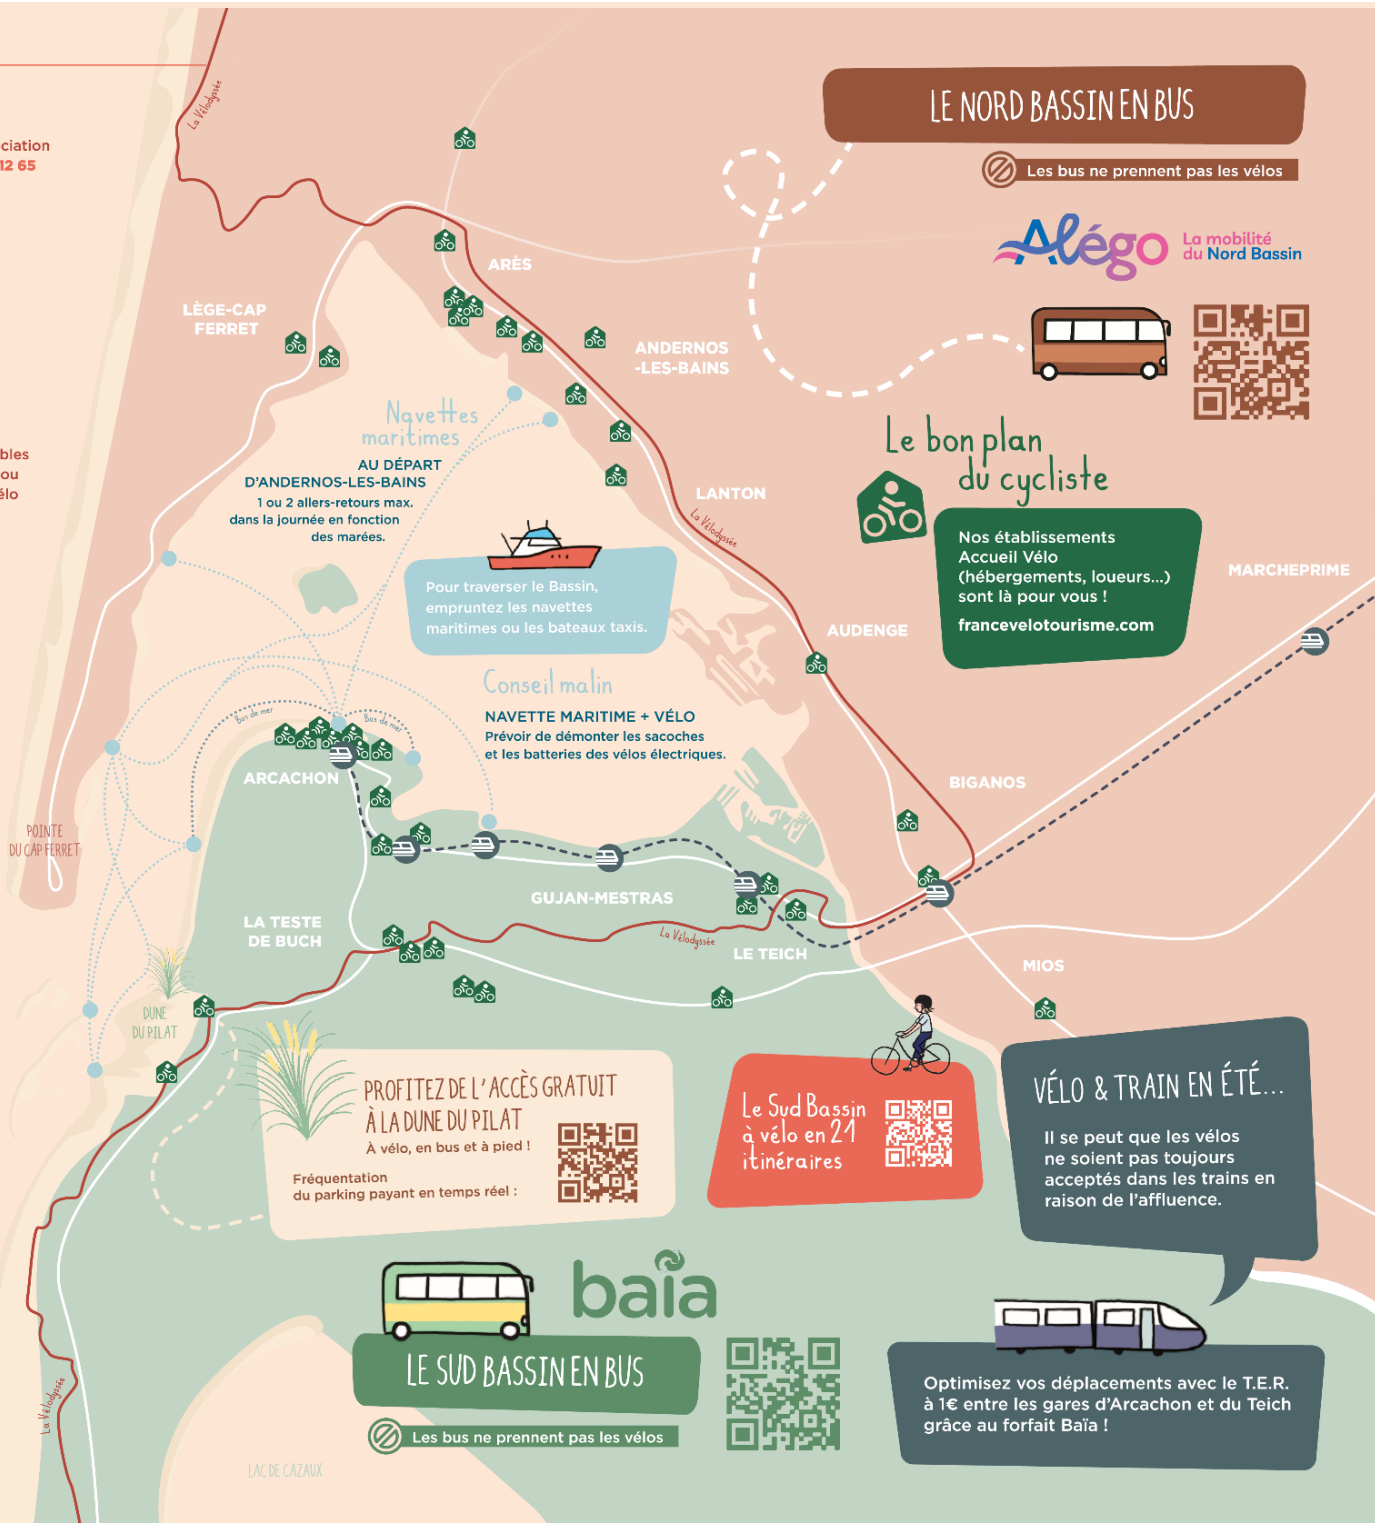 ciation
12 65
La Vélodyssée
LE NORD BASSIN EN BUS
Les bus ne prennent pas les vélos
Alégo
La mobilité
du Nord Bassin
ARÈS
LÈGE-CAP
FERRET
ANDERNOS
-LES-BAINS
Navettes
maritimes
AU DÉPART
D'ANDERNOS-LES-BAINS
1 ou 2 allers-retours max.
dans la journée en fonction
des marées.
bles
ou
élo
Le bon plan
du cycliste
Nos établissements
Accueil Vélo
(hébergements, loueurs...)
sont là pour vous !
francevelotourisme.com
LANTON
La Vélodyssée
MARCHEPRIME
Pour traverser le Bassin,
empruntez les navettes
maritimes ou les bateaux taxis.
AUDENGE
Conseil malin
NAVETTE MARITIME + VÉLO
Prévoir de démonter les sacoches
et les batteries des vélos électriques.
Bus de mer
Bus de mer
ARCACHON
BIGANOS
POINTE
DU CAP FERRET
GUJAN-MESTRAS
LA TESTE
DE BUCH
La Vélodyssée
LE TEICH
MIOS
DUNE
DU PILAT
PROFITEZ DE L'ACCÈS GRATUIT
À LA DUNE DU PILAT
À vélo, en bus et à pied !
Fréquentation
du parking payant en temps réel :
Le Sud Bassin
à vélo en 21
itinéraires
VÉLO & TRAIN EN ÉTÉ...
Il se peut que les vélos
ne soient pas toujours
acceptés dans les trains en
raison de l'affluence.
baïa
LE SUD BASSIN EN BUS
Les bus ne prennent pas les vélos
Optimisez vos déplacements avec le T.E.R.
à 1€ entre les gares d'Arcachon et du Teich
grâce au forfait Baïa !
La Vélodyssée
LAC DE CAZAUX